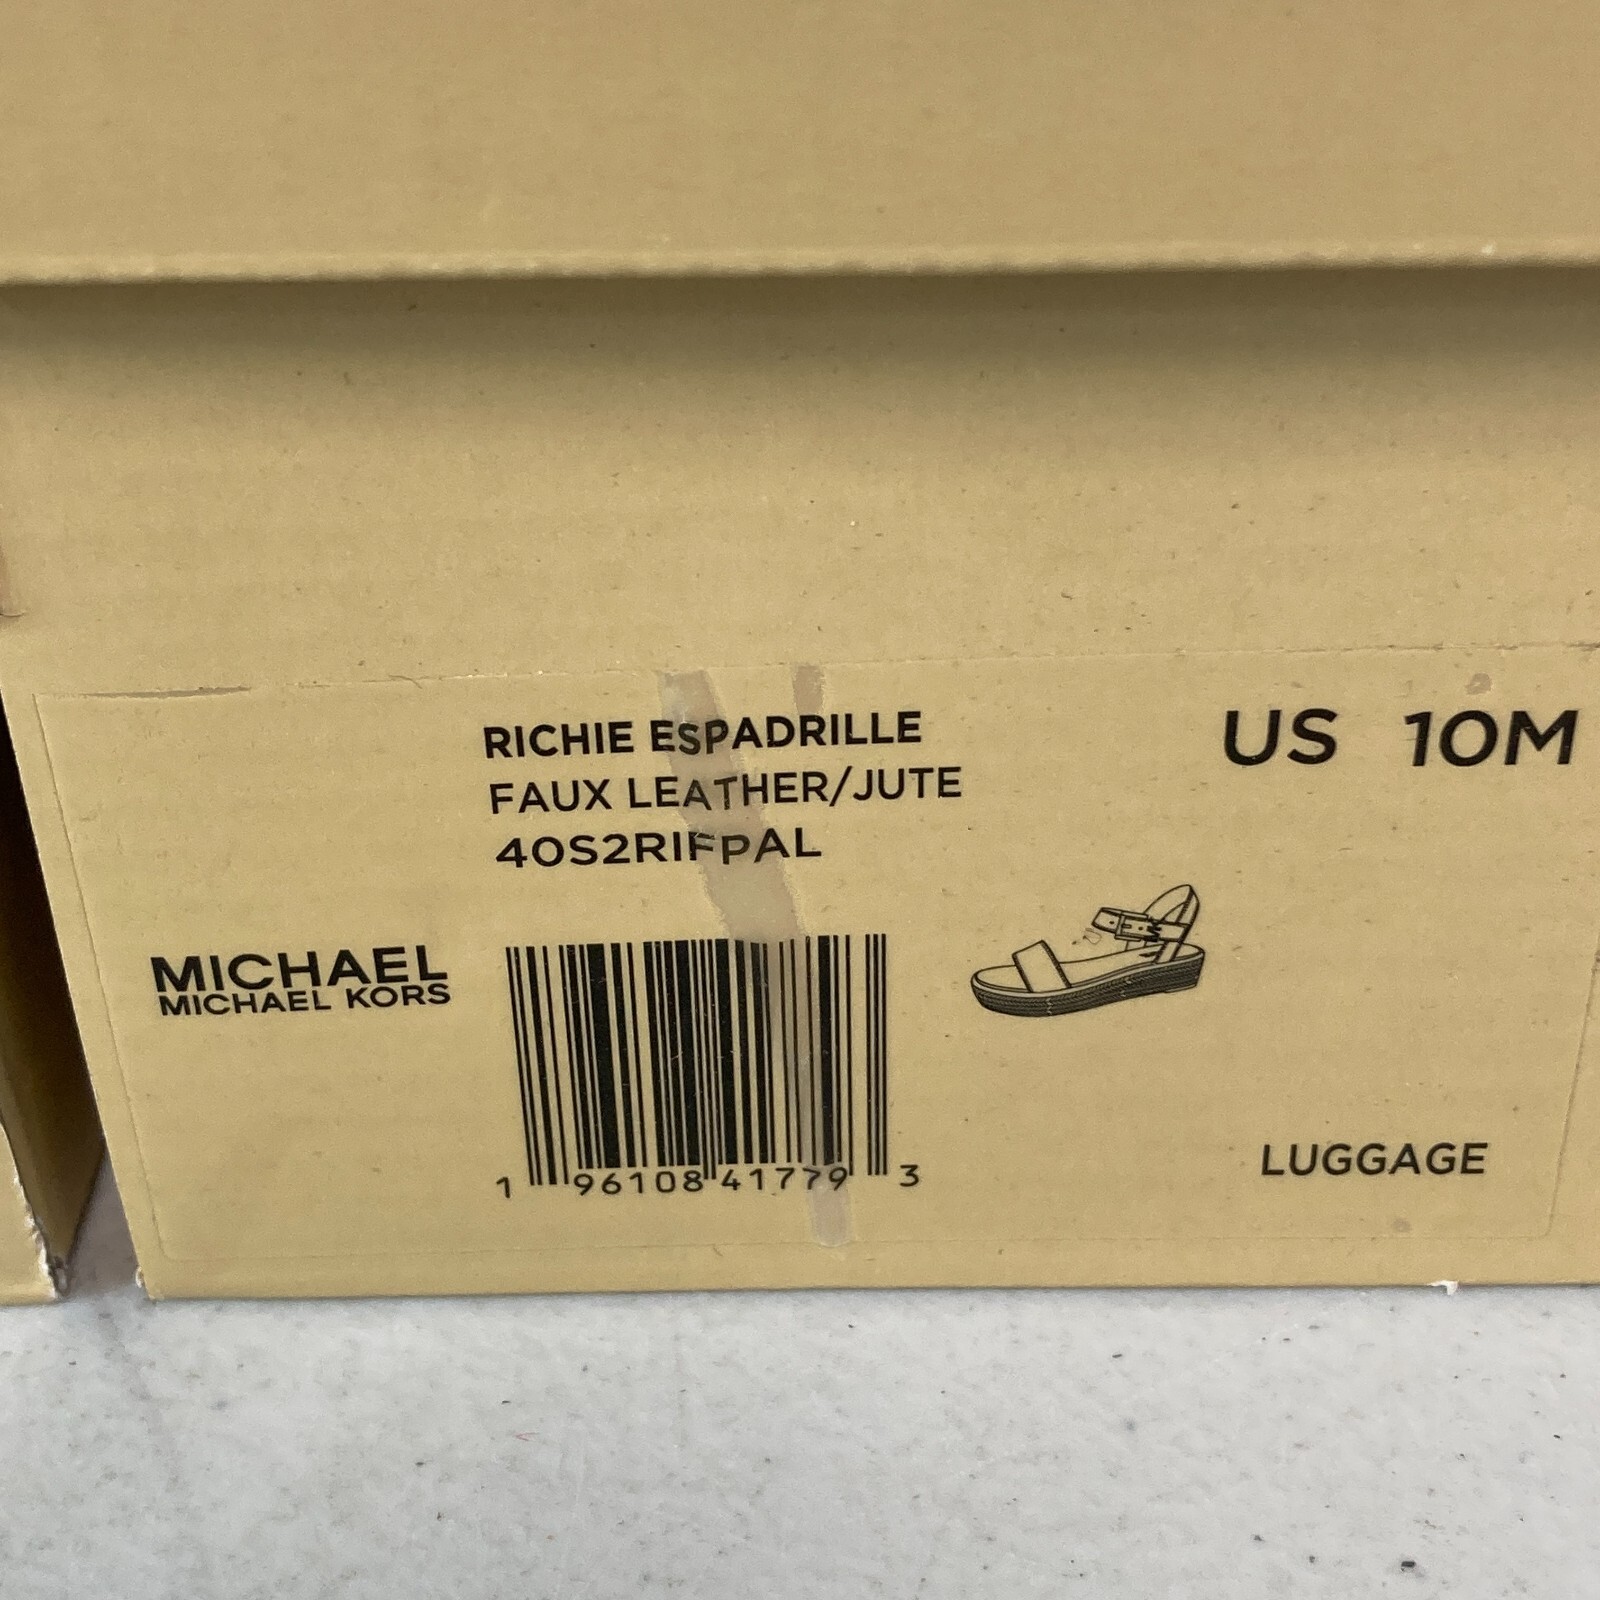 RICHIE ESPADRILLE
FAUX LEATHER/JUTE
40S2RIFPAL
US 10M
MICHAEL
MICHAEL KORS
1 96108 41779 3
LUGGAGE